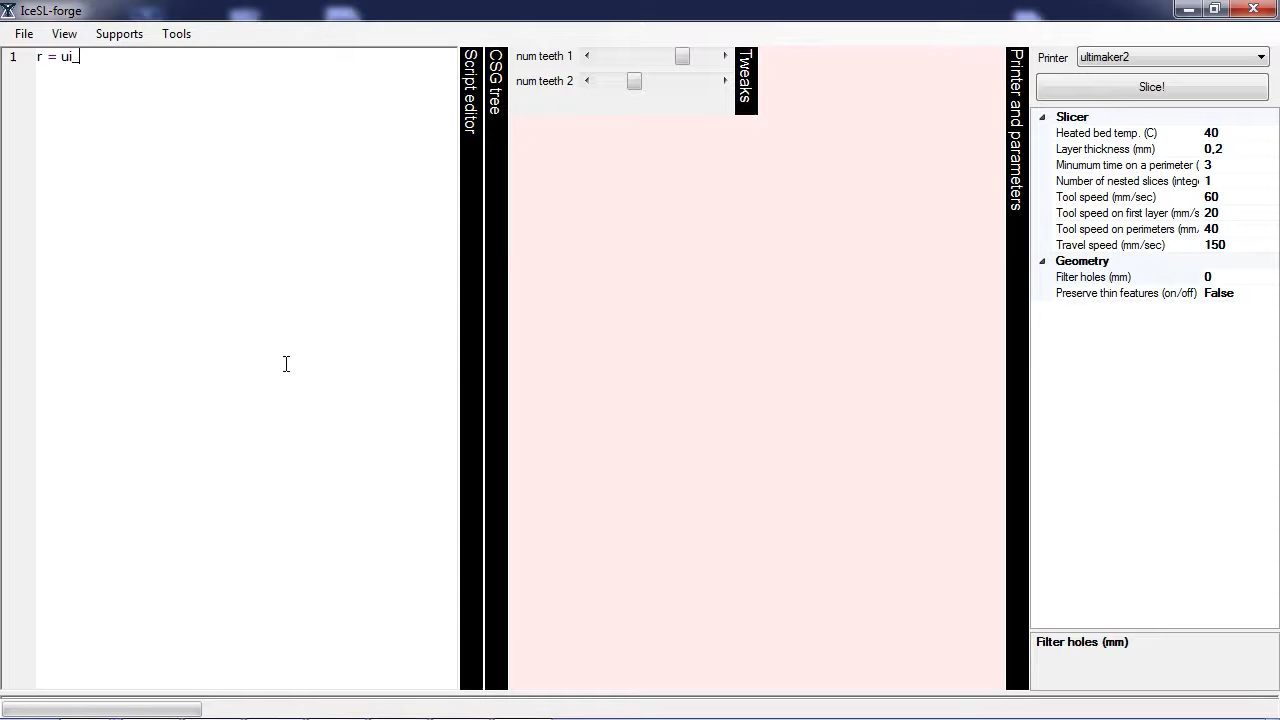 IceSL-forge
File View Supports Tools
1 r = ui_
Script editor
CSG tree
num teeth 1
num teeth 2
Tweaks
Printer and parameters
Printer ultimaker2
Slice!
Slicer
Heated bed temp. (C) 40
Layer thickness (mm) 0,2
Minumum time on a perimeter ( 3
Number of nested slices (intege 1
Tool speed (mm/sec) 60
Tool speed on first layer (mm/s 20
Tool speed on perimeters (mm/ 40
Travel speed (mm/sec) 150
Geometry
Filter holes (mm) 0
Preserve thin features (on/off) False
Filter holes (mm)